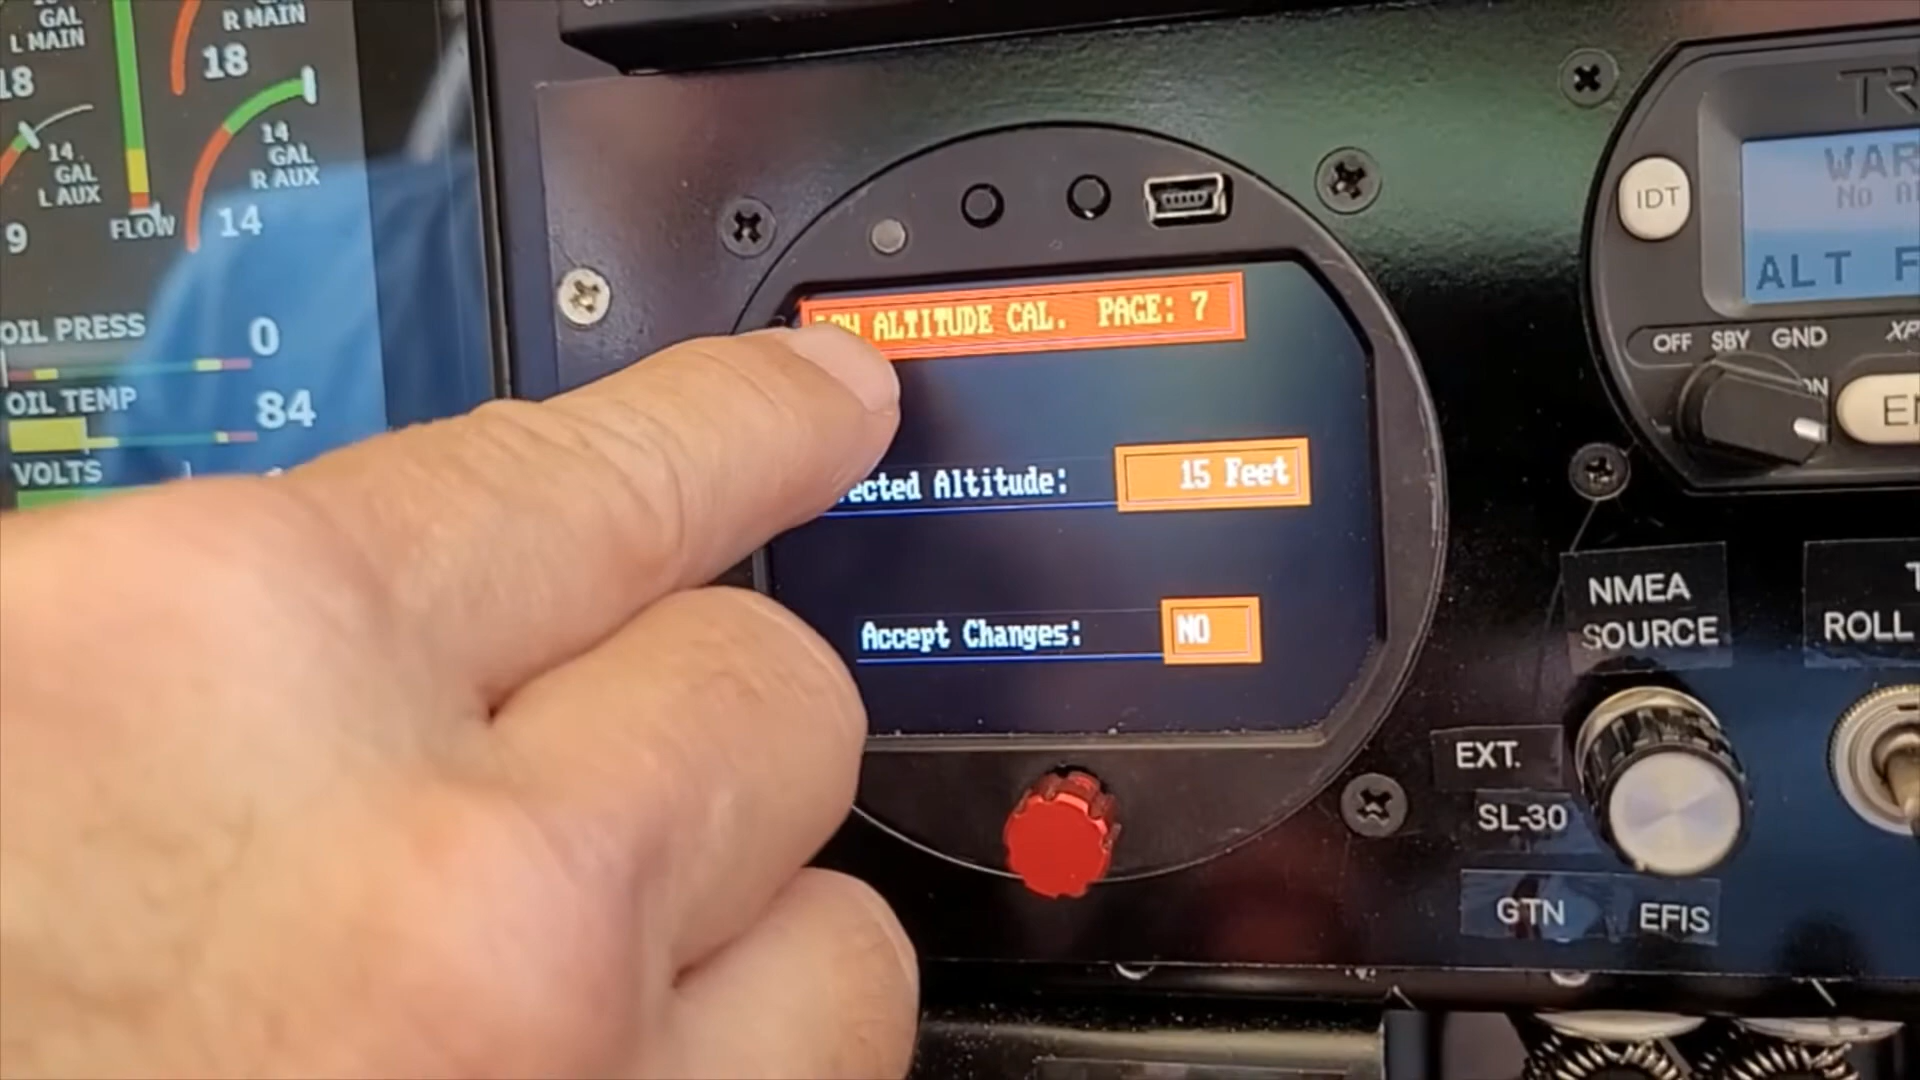 GAL
L MAIN
18
R MAIN
18
14
GAL
L AUX
9
FLOW
14
GAL
R AUX
14
OIL PRESS 0
OIL TEMP 84
VOLTS
ALTITUDE CAL. PAGE: 7
Altitude: 15 Feet
Accept Changes: NO
IDT
ALT
OFF SBY GND
ON
NMEA
SOURCE
ROLL
EXT.
SL-30
GTN EFIS